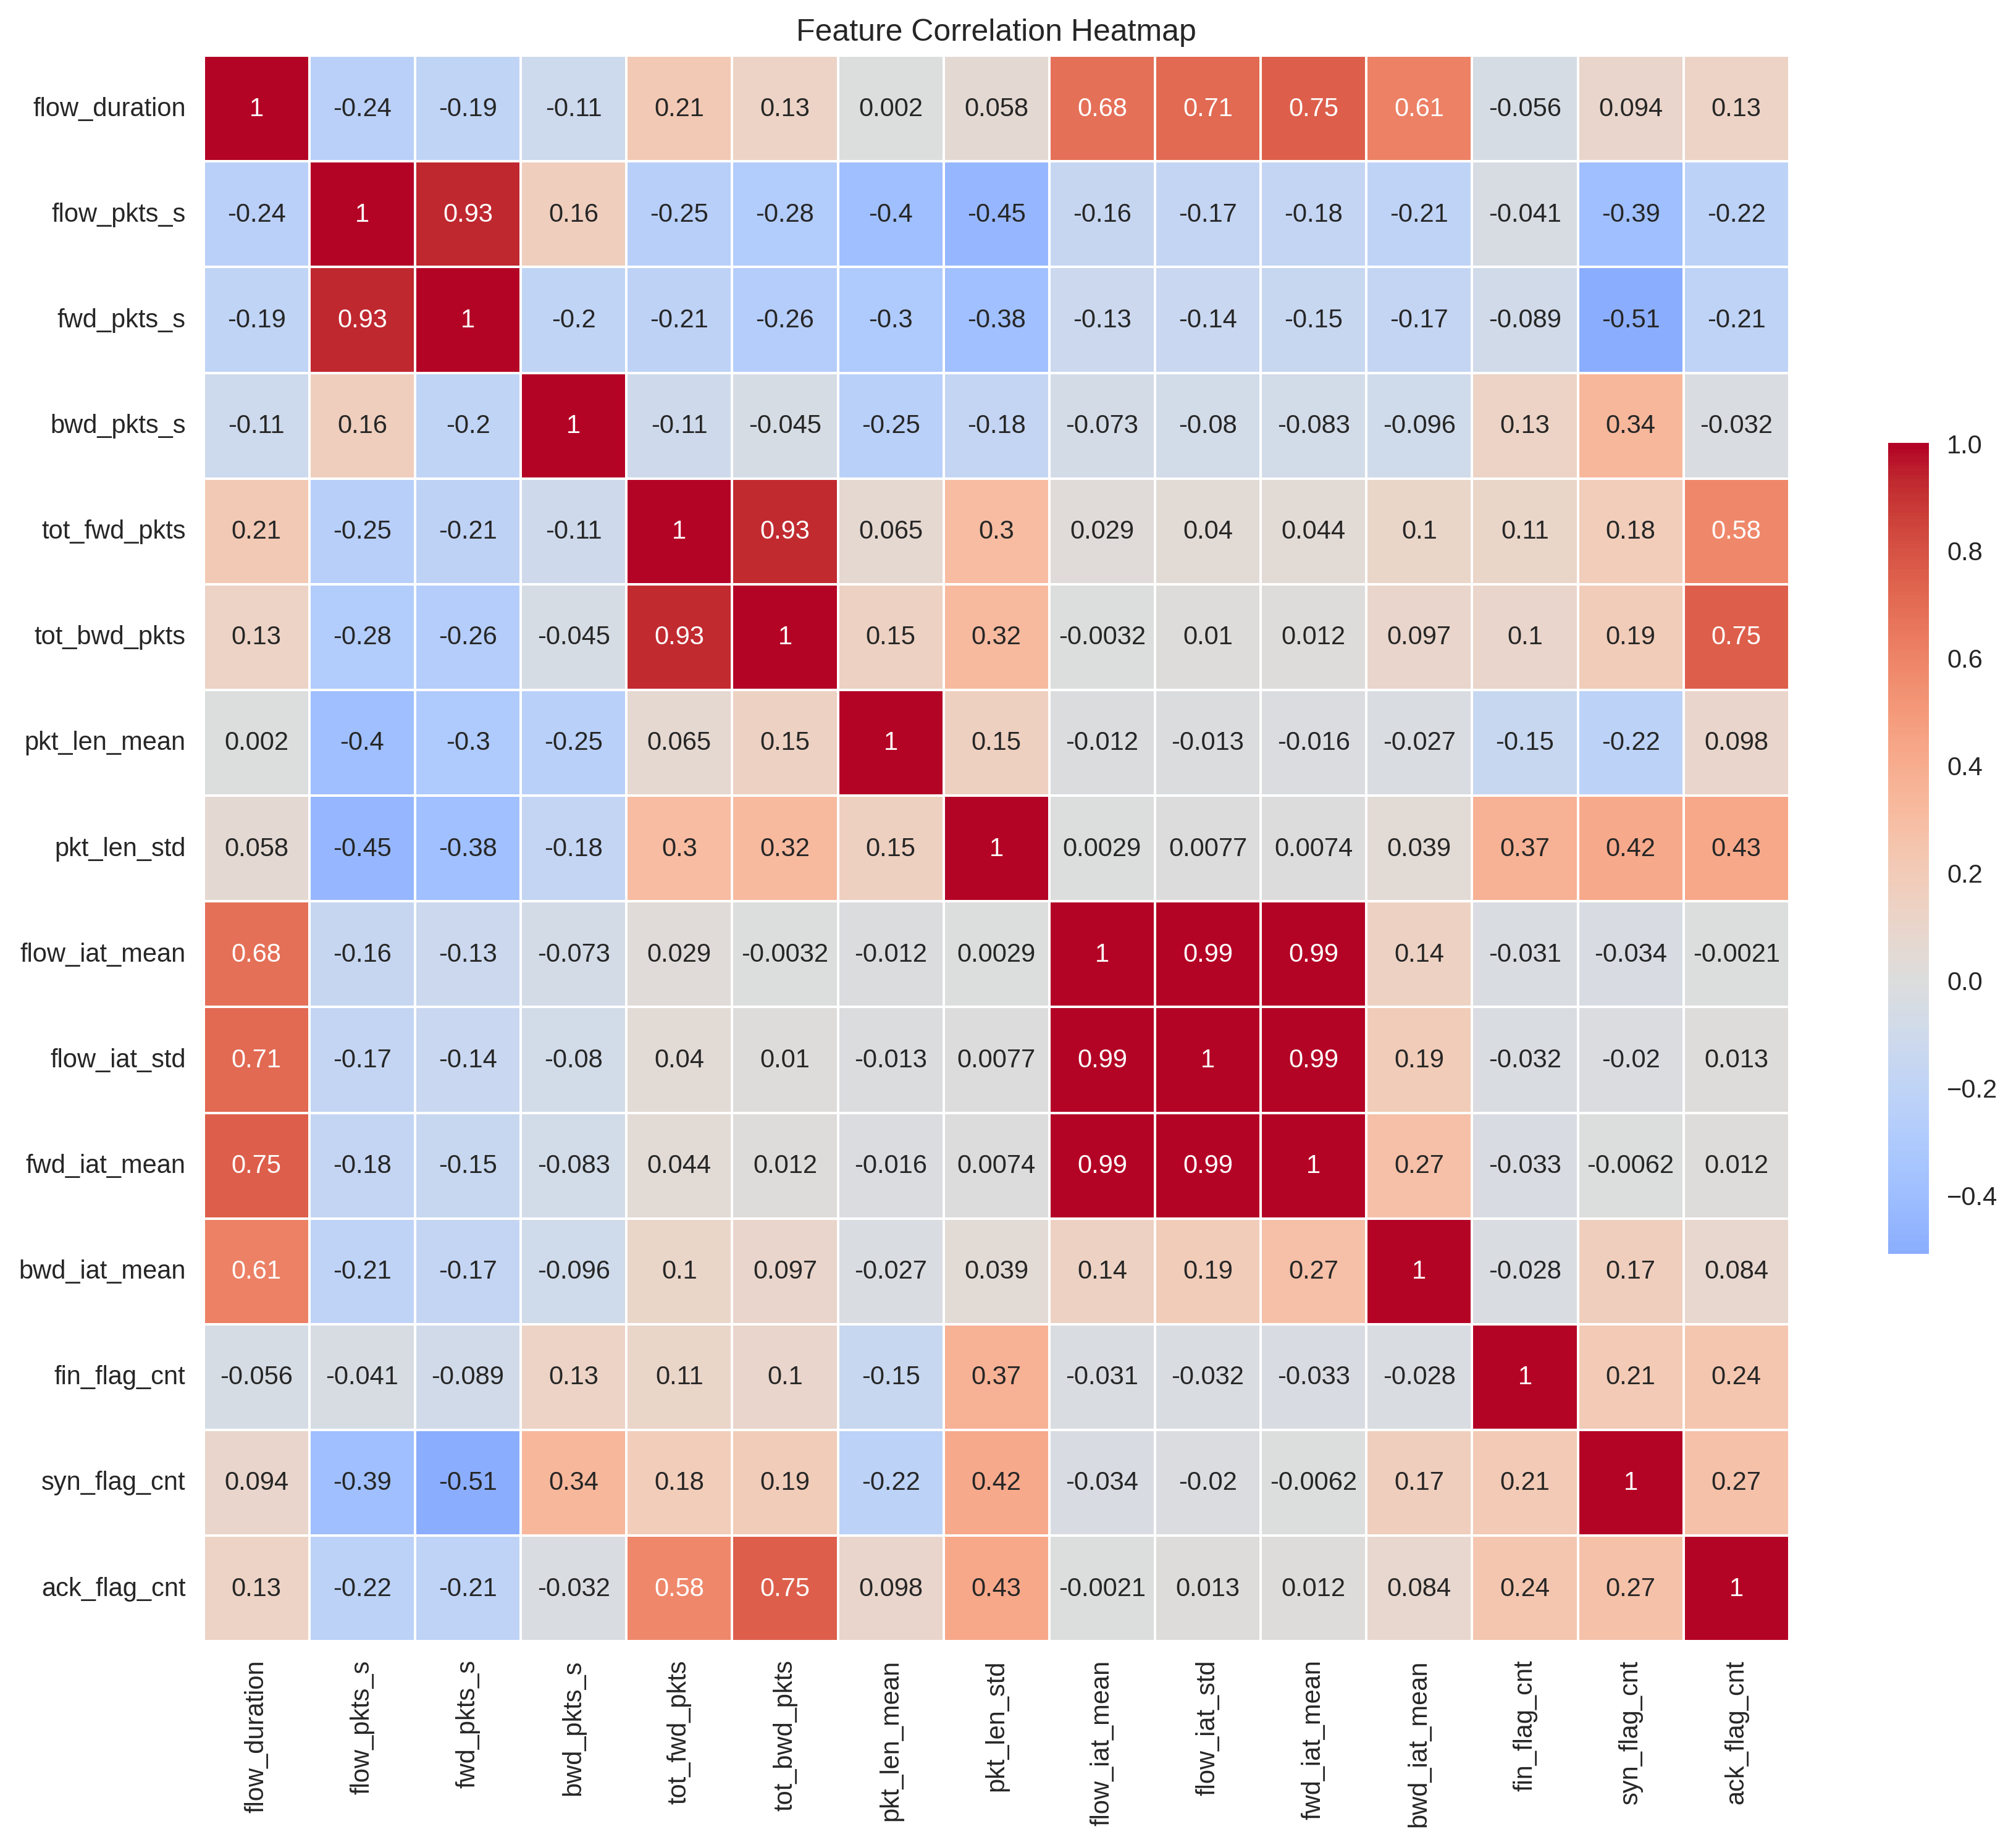 Feature Correlation Heatmap
flow_duration 1 -0.24 -0.19 -0.11 0.21 0.13 0.002 0.058 0.68 0.71 0.75 0.61 -0.056 0.094 0.13
flow_pkts_s -0.24 1 0.93 0.16 -0.25 -0.28 -0.4 -0.45 -0.16 -0.17 -0.18 -0.21 -0.041 -0.39 -0.22
fwd_pkts_s -0.19 0.93 1 -0.2 -0.21 -0.26 -0.3 -0.38 -0.13 -0.14 -0.15 -0.17 -0.089 -0.51 -0.21
bwd_pkts_s -0.11 0.16 -0.2 1 -0.11 -0.045 -0.25 -0.18 -0.073 -0.08 -0.083 -0.096 0.13 0.34 -0.032
tot_fwd_pkts 0.21 -0.25 -0.21 -0.11 1 0.93 0.065 0.3 0.029 0.04 0.044 0.1 0.11 0.18 0.58
tot_bwd_pkts 0.13 -0.28 -0.26 -0.045 0.93 1 0.15 0.32 -0.0032 0.01 0.012 0.097 0.1 0.19 0.75
pkt_len_mean 0.002 -0.4 -0.3 -0.25 0.065 0.15 1 0.15 -0.012 -0.013 -0.016 -0.027 -0.15 -0.22 0.098
pkt_len_std 0.058 -0.45 -0.38 -0.18 0.3 0.32 0.15 1 0.0029 0.0077 0.0074 0.039 0.37 0.42 0.43
flow_iat_mean 0.68 -0.16 -0.13 -0.073 0.029 -0.0032 -0.012 0.0029 1 0.99 0.99 0.14 -0.031 -0.034 -0.0021
flow_iat_std 0.71 -0.17 -0.14 -0.08 0.04 0.01 -0.013 0.0077 0.99 1 0.99 0.19 -0.032 -0.02 0.013
fwd_iat_mean 0.75 -0.18 -0.15 -0.083 0.044 0.012 -0.016 0.0074 0.99 0.99 1 0.27 -0.033 -0.0062 0.012
bwd_iat_mean 0.61 -0.21 -0.17 -0.096 0.1 0.097 -0.027 0.039 0.14 0.19 0.27 1 -0.028 0.17 0.084
fin_flag_cnt -0.056 -0.041 -0.089 0.13 0.11 0.1 -0.15 0.37 -0.031 -0.032 -0.033 -0.028 1 0.21 0.24
syn_flag_cnt 0.094 -0.39 -0.51 0.34 0.18 0.19 -0.22 0.42 -0.034 -0.02 -0.0062 0.17 0.21 1 0.27
ack_flag_cnt 0.13 -0.22 -0.21 -0.032 0.58 0.75 0.098 0.43 -0.0021 0.013 0.012 0.084 0.24 0.27 1
flow_duration
flow_pkts_s
fwd_pkts_s
bwd_pkts_s
tot_fwd_pkts
tot_bwd_pkts
pkt_len_mean
pkt_len_std
flow_iat_mean
flow_iat_std
fwd_iat_mean
bwd_iat_mean
fin_flag_cnt
syn_flag_cnt
ack_flag_cnt
1.0
0.8
0.6
0.4
0.2
0.0
−0.2
−0.4